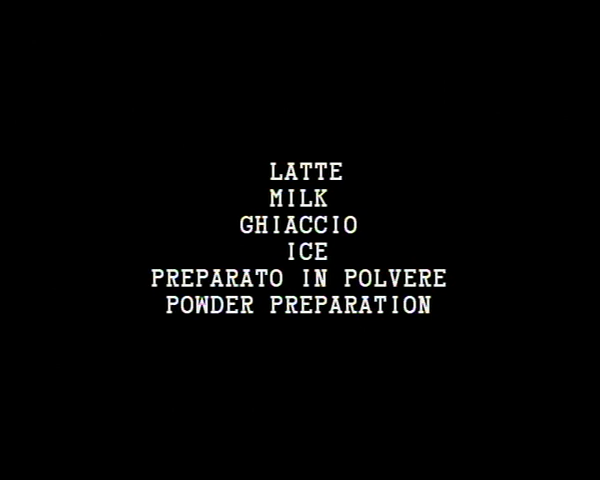 LATTE
MILK
GHIACCIO
ICE
PREPARATO IN POLVERE
POWDER PREPARATION